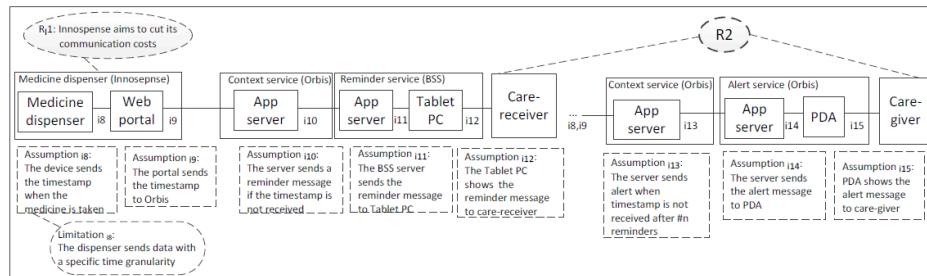 R_I1: Innospense aims to cut its
communication costs
R2
Medicine dispenser (Innosepnse)
Medicine
dispenser
i8
Web
portal
i9
Context service (Orbis)
App
server
i10
Reminder service (BSS)
App
server
i11
Tablet
PC
i12
Care-
receiver
...
i8,i9
Context service (Orbis)
App
server
i13
Alert service (Orbis)
App
server
i14
PDA
i15
Care-
giver
Assumption i8:
The device sends
the timestamp
when the
medicine is taken
Assumption i9:
The portal sends
the timestamp
to Orbis
Assumption i10:
The server sends a
reminder message
if the timestamp is
not received
Assumption i11:
The BSS server
sends the
reminder message
to Tablet PC
Assumption i12:
The Tablet PC
shows the
reminder message
to care-receiver
Assumption i13:
The server sends
alert when
timestamp is not
received after #n
reminders
Assumption i14:
The server sends
the alert message
to PDA
Assumption i15:
PDA shows the
alert message
to care-giver
Limitation i8:
The dispenser sends data with
a specific time granularity